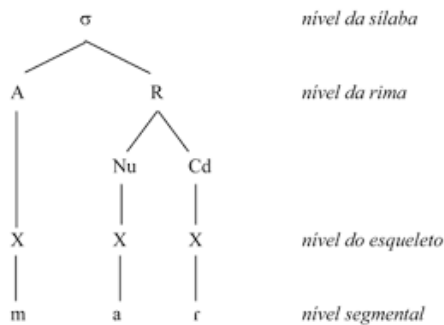 σ nível da sílaba
A R nível da rima
Nu Cd
X X X nível do esqueleto
m a ɾ nível segmental